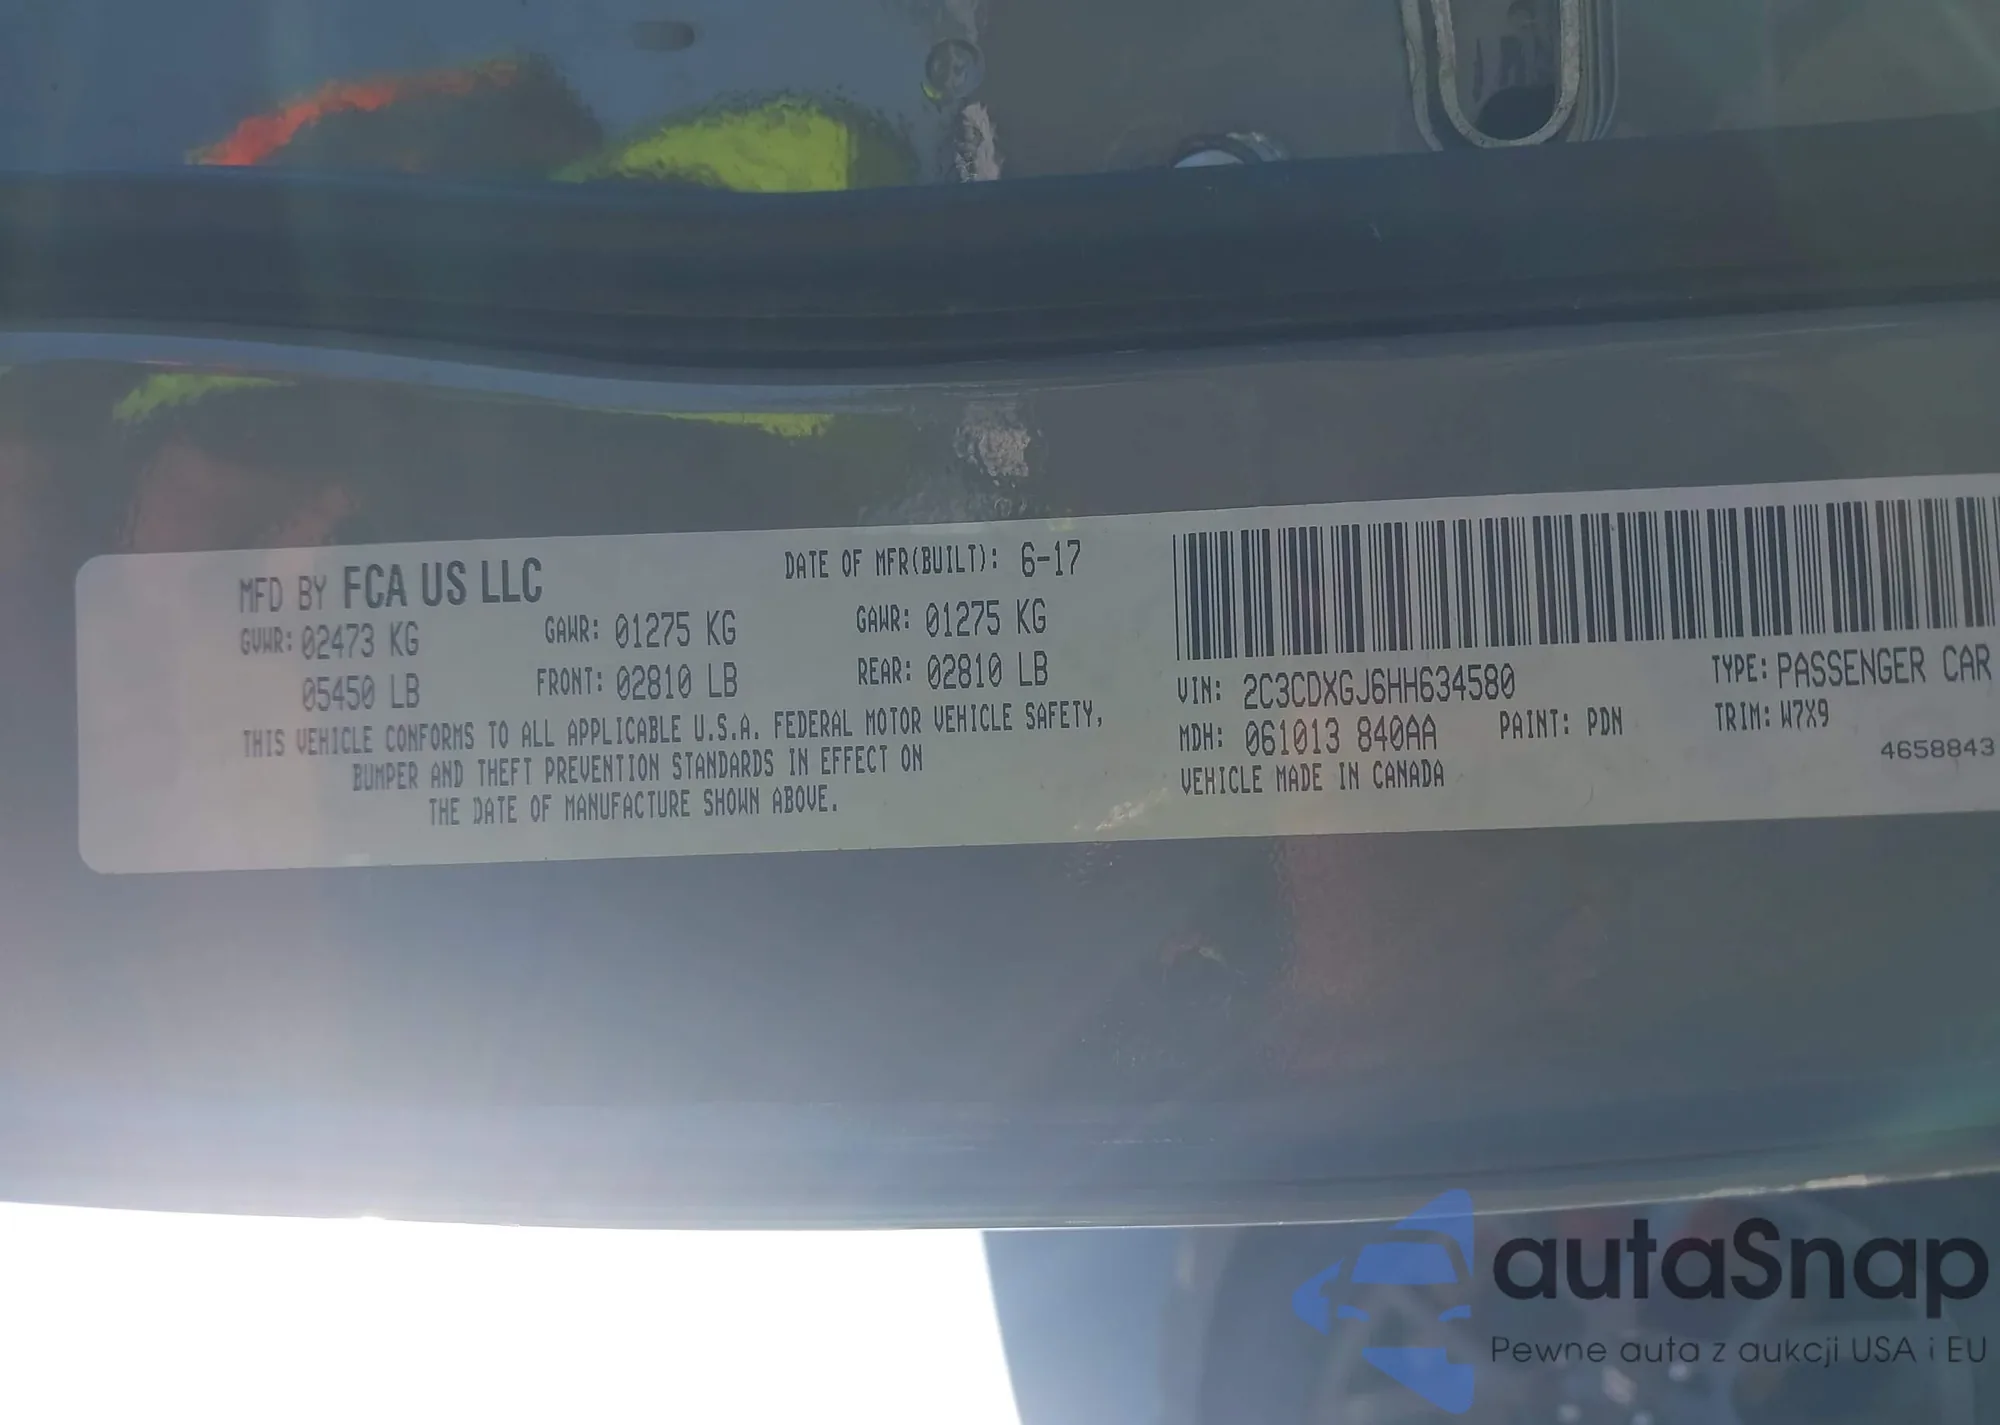 MFD BY FCA US LLC
DATE OF MFR(BUILT): 6-17
GVWR: 02473 KG
GAWR: 01275 KG
GAWR: 01275 KG
05450 LB
FRONT: 02810 LB
REAR: 02810 LB
THIS VEHICLE CONFORMS TO ALL APPLICABLE U.S.A. FEDERAL MOTOR VEHICLE SAFETY,
BUMPER AND THEFT PREVENTION STANDARDS IN EFFECT ON
THE DATE OF MANUFACTURE SHOWN ABOVE.
VIN: 2C3CDXGJ6HH634580
TYPE: PASSENGER CAR
MDH: 061013 840AA
PAINT: PDN
TRIM: W7X9
VEHICLE MADE IN CANADA
4658843
autaSnap
Pewne auta z aukcji USA i EU